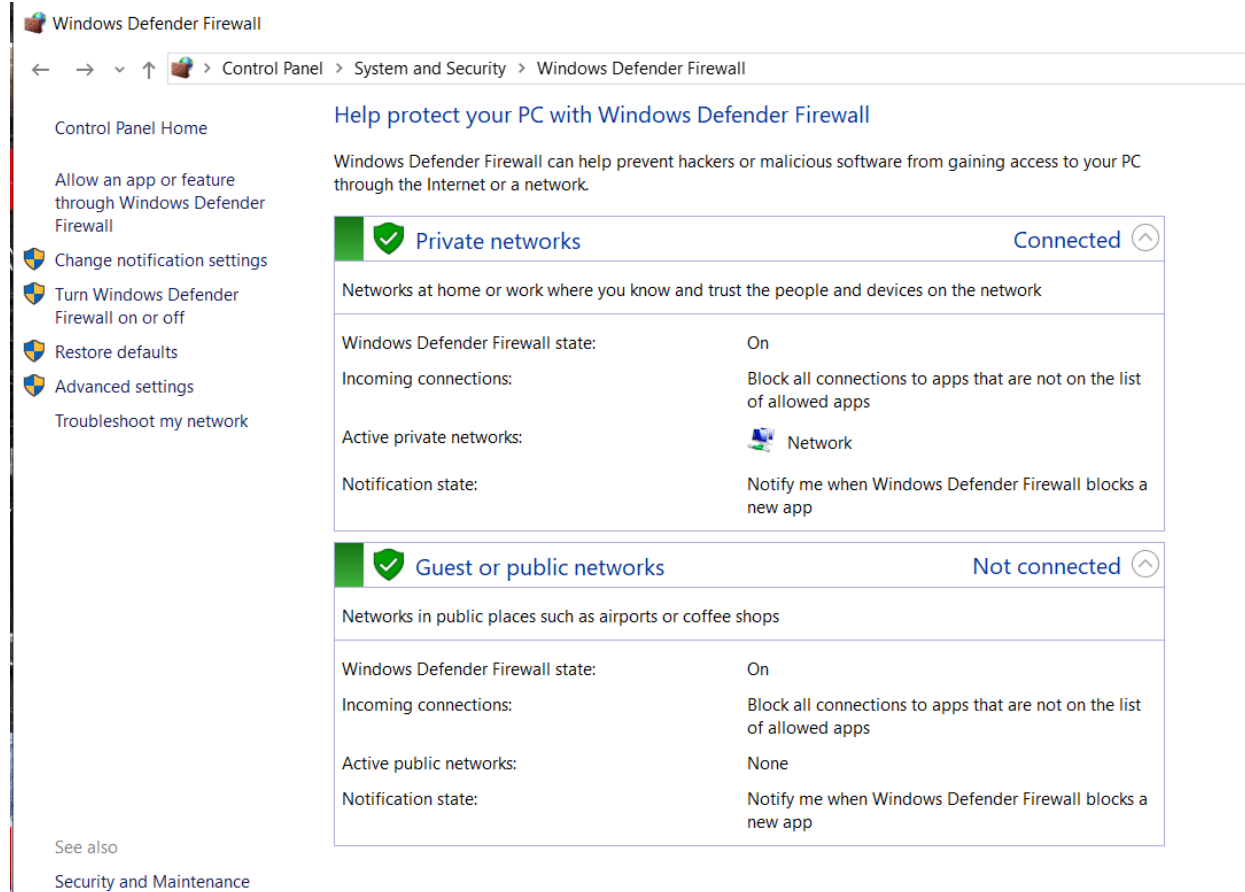 Windows Defender Firewall
Control Panel > System and Security > Windows Defender Firewall
Control Panel Home
Allow an app or feature
through Windows Defender
Firewall
Change notification settings
Turn Windows Defender
Firewall on or off
Restore defaults
Advanced settings
Troubleshoot my network
See also
Security and Maintenance
Help protect your PC with Windows Defender Firewall
Windows Defender Firewall can help prevent hackers or malicious software from gaining access to your PC
through the Internet or a network.
Private networks Connected
Networks at home or work where you know and trust the people and devices on the network
Windows Defender Firewall state: On
Incoming connections: Block all connections to apps that are not on the list
of allowed apps
Active private networks: Network
Notification state: Notify me when Windows Defender Firewall blocks a
new app
Guest or public networks Not connected
Networks in public places such as airports or coffee shops
Windows Defender Firewall state: On
Incoming connections: Block all connections to apps that are not on the list
of allowed apps
Active public networks: None
Notification state: Notify me when Windows Defender Firewall blocks a
new app